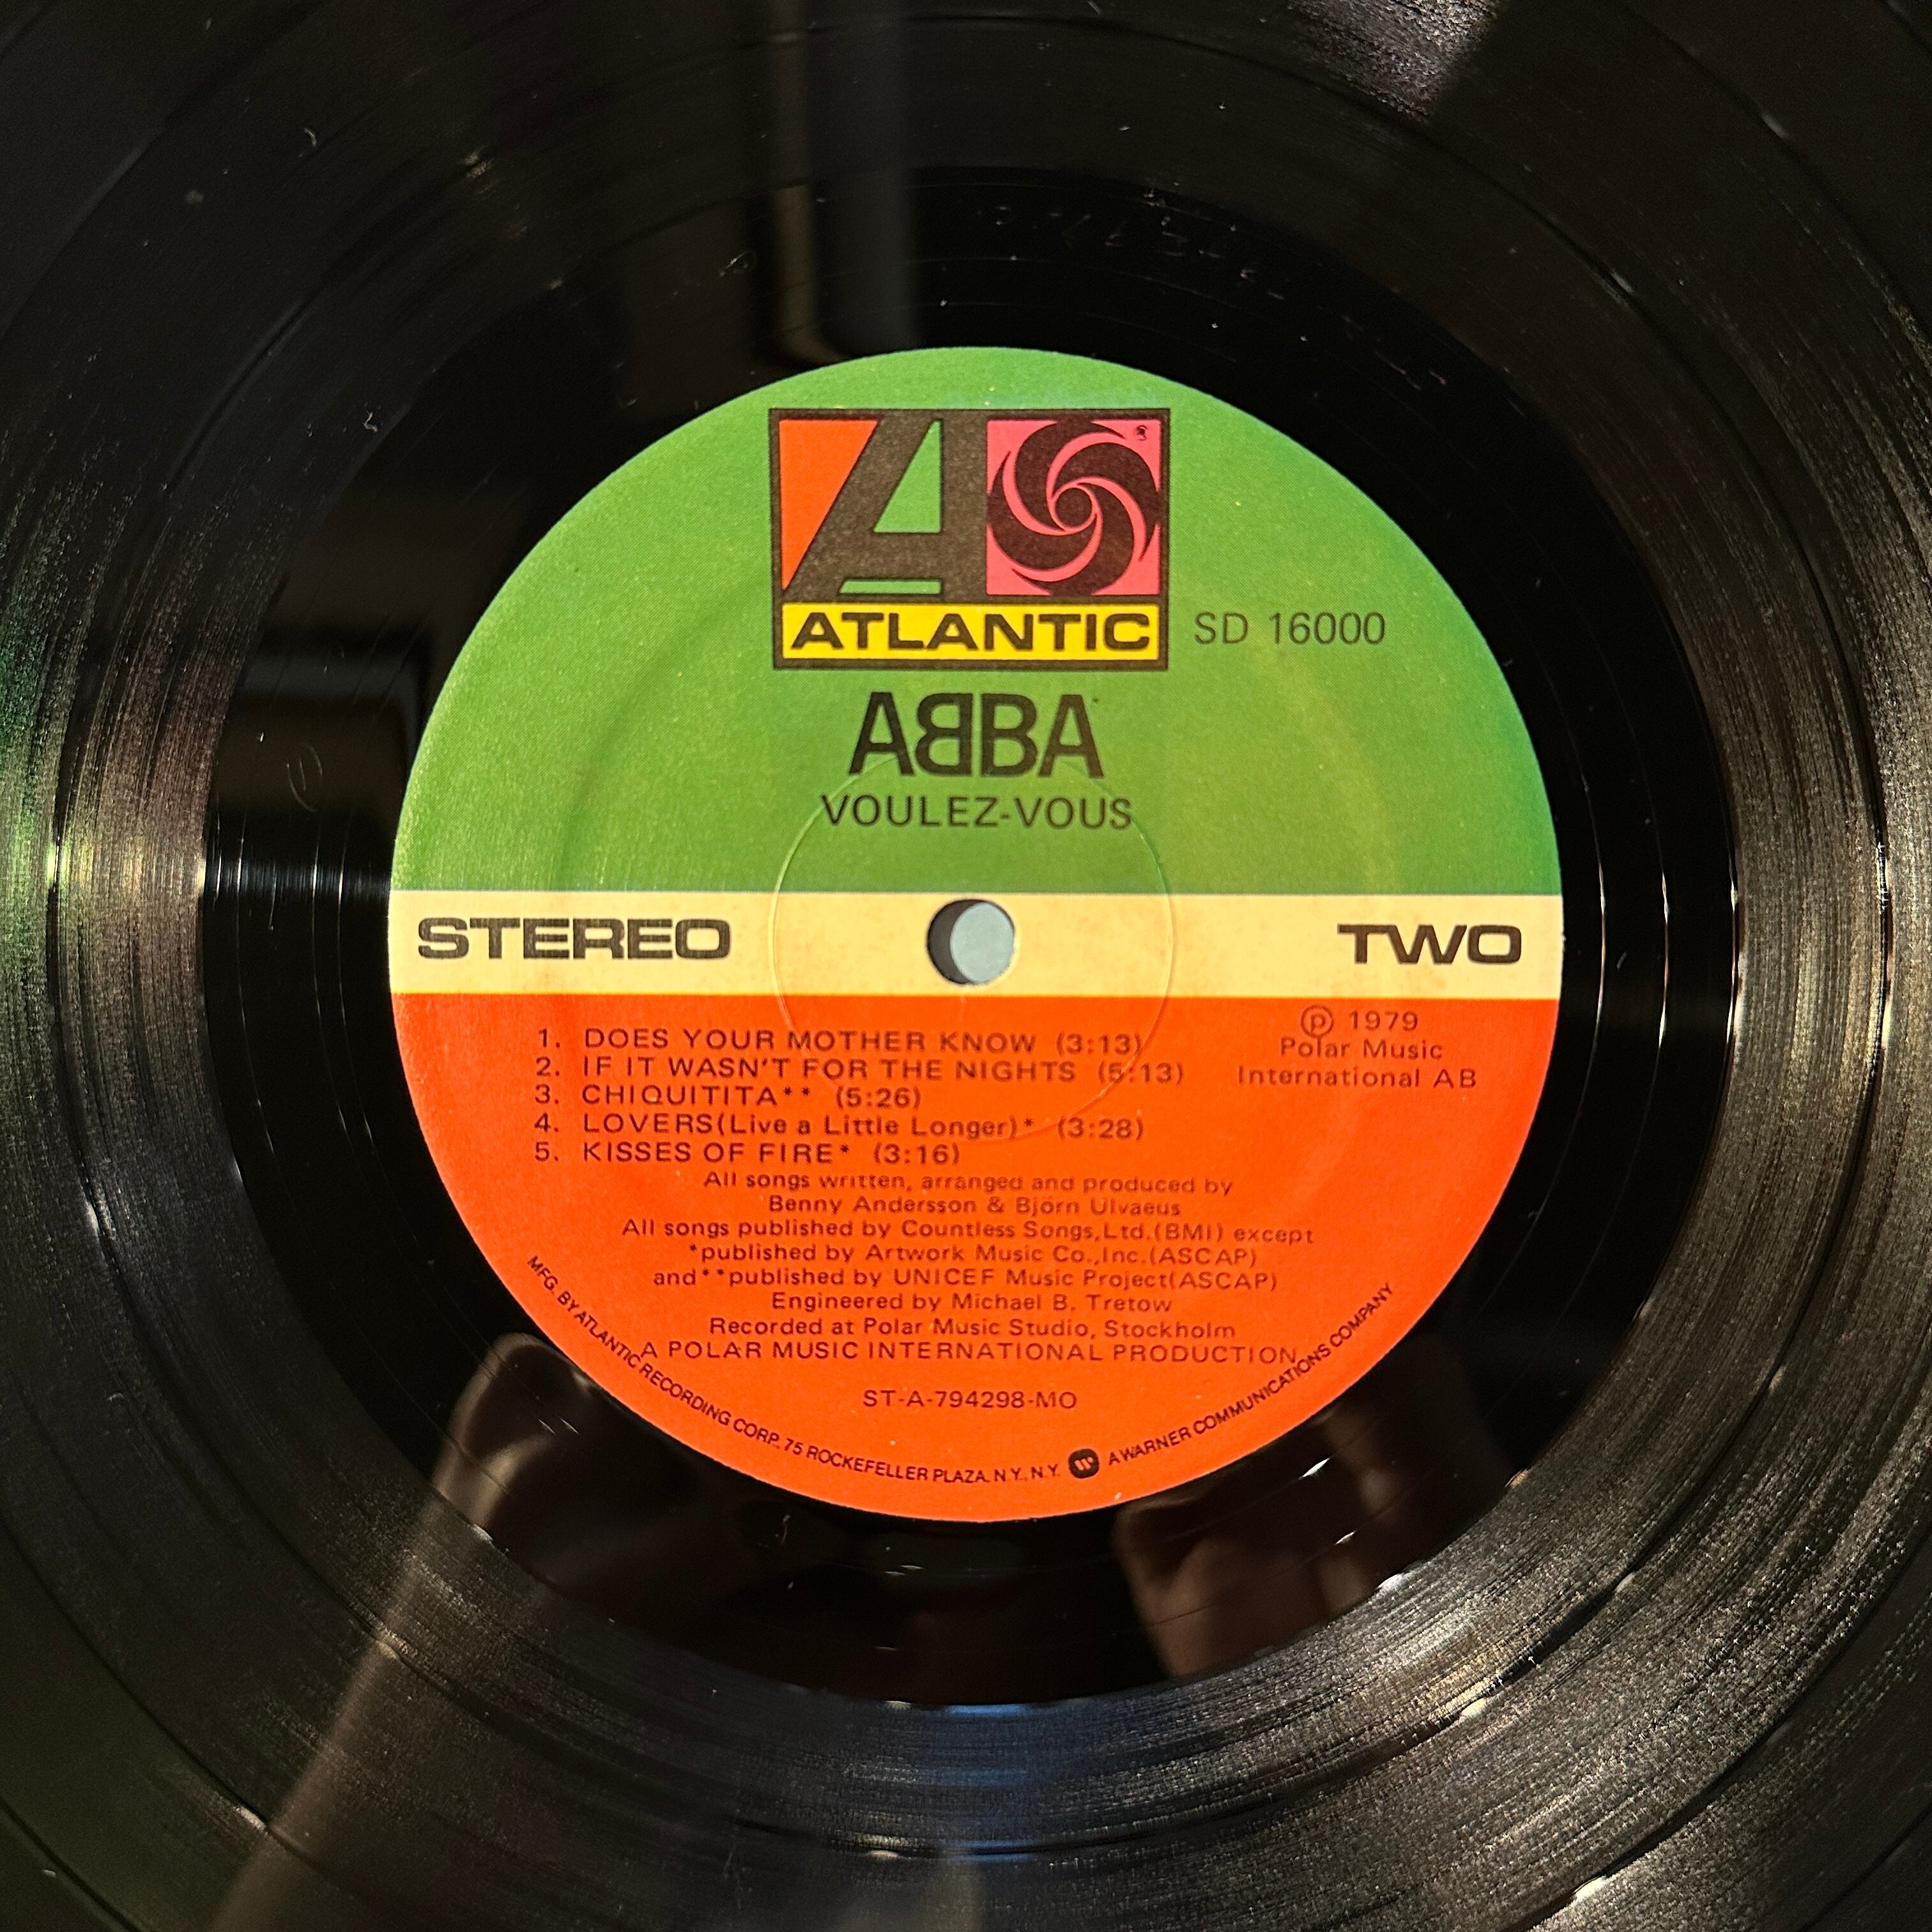 ATLANTIC
SD 16000
ABBA
VOULEZ-VOUS
STEREO
TWO
1. DOES YOUR MOTHER KNOW (3:13)
2. IF IT WASN'T FOR THE NIGHTS (5:13)
3. CHIQUITITA** (5:26)
4. LOVERS(Live a Little Longer)* (3:28)
5. KISSES OF FIRE* (3:16)
℗ 1979
Polar Music
International AB
All songs written, arranged and produced by
Benny Andersson & Björn Ulvaeus
All songs published by Countless Songs,Ltd.(BMI) except
*published by Artwork Music Co.,Inc.(ASCAP)
and**published by UNICEF Music Project(ASCAP)
Engineered by Michael B. Tretow
Recorded at Polar Music Studio, Stockholm
A POLAR MUSIC INTERNATIONAL PRODUCTION
ST-A-794298-MO
MFG. BY ATLANTIC RECORDING CORP., 75 ROCKEFELLER PLAZA, N.Y., N.Y. A WARNER COMMUNICATIONS COMPANY